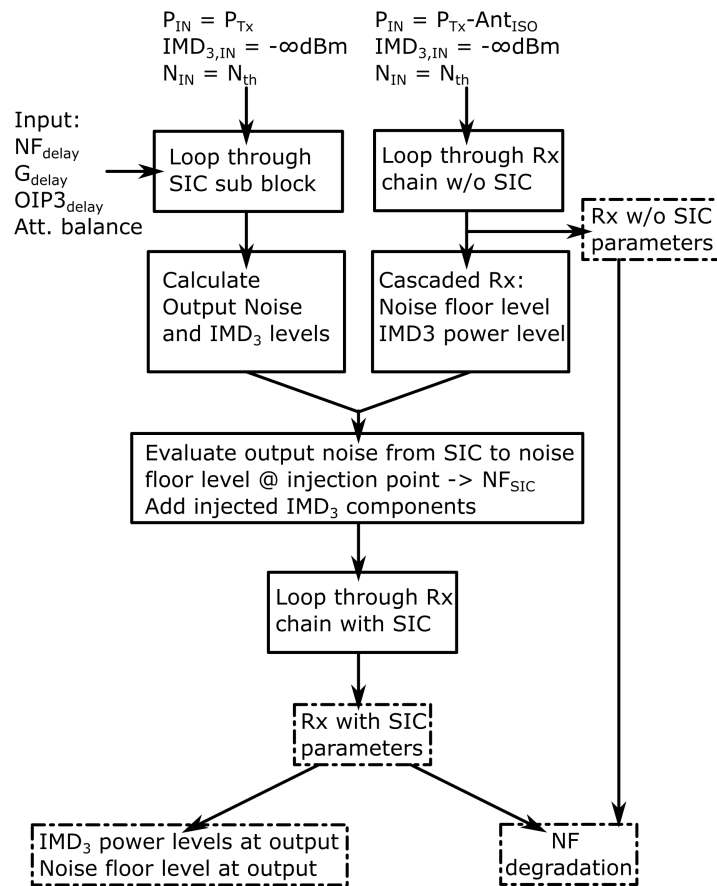 P_IN = P_Tx
IMD_3,IN = -∞dBm
N_IN = N_th
P_IN = P_Tx-Ant_ISO
IMD_3,IN = -∞dBm
N_IN = N_th
Input:
NF_delay
G_delay
OIP3_delay
Att. balance
Loop through
SIC sub block
Loop through Rx
chain w/o SIC
Rx w/o SIC
parameters
Calculate
Output Noise
and IMD_3 levels
Cascaded Rx:
Noise floor level
IMD3 power level
Evaluate output noise from SIC to noise
floor level @ injection point -> NF_SIC
Add injected IMD_3 components
Loop through Rx
chain with SIC
Rx with SIC
parameters
IMD_3 power levels at output
Noise floor level at output
NF
degradation